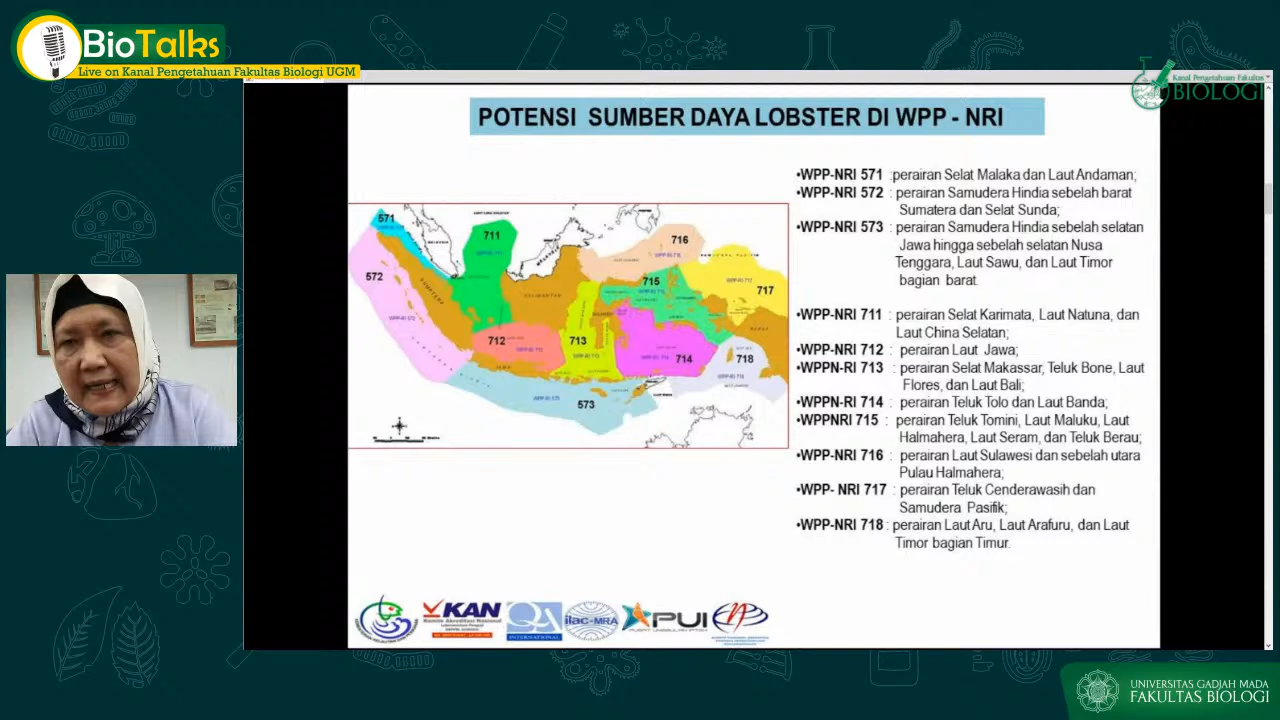 BioTalks
Live on Kanal Pengetahuan Fakultas Biologi UGM
Kanal Pengetahuan Fakultas
BIOLOGI
POTENSI SUMBER DAYA LOBSTER DI WPP - NRI
•WPP-NRI 571 :perairan Selat Malaka dan Laut Andaman;
•WPP-NRI 572 : perairan Samudera Hindia sebelah barat
Sumatera dan Selat Sunda;
•WPP-NRI 573 : perairan Samudera Hindia sebelah selatan
Jawa hingga sebelah selatan Nusa
Tenggara, Laut Sawu, dan Laut Timor
bagian barat.
•WPP-NRI 711 : perairan Selat Karimata, Laut Natuna, dan
Laut China Selatan;
•WPP-NRI 712 : perairan Laut Jawa;
•WPPN-RI 713 : perairan Selat Makassar, Teluk Bone, Laut
Flores, dan Laut Bali;
•WPPN-RI 714 : perairan Teluk Tolo dan Laut Banda;
•WPPNRI 715 : perairan Teluk Tomini, Laut Maluku, Laut
Halmahera, Laut Seram, dan Teluk Berau;
•WPP-NRI 716 : perairan Laut Sulawesi dan sebelah utara
Pulau Halmahera;
•WPP- NRI 717 : perairan Teluk Cenderawasih dan
Samudera Pasifik;
•WPP-NRI 718 : perairan Laut Aru, Laut Arafuru, dan Laut
Timor bagian Timur.
571
711
716
572
715
717
712
713
714
718
573
KAN
Komite Akreditasi Nasional
QA
INTERNATIONAL
ilac-MRA
PUI
PUSAT UNGGULAN IPTEK
UNIVERSITAS GADJAH MADA
FAKULTAS BIOLOGI